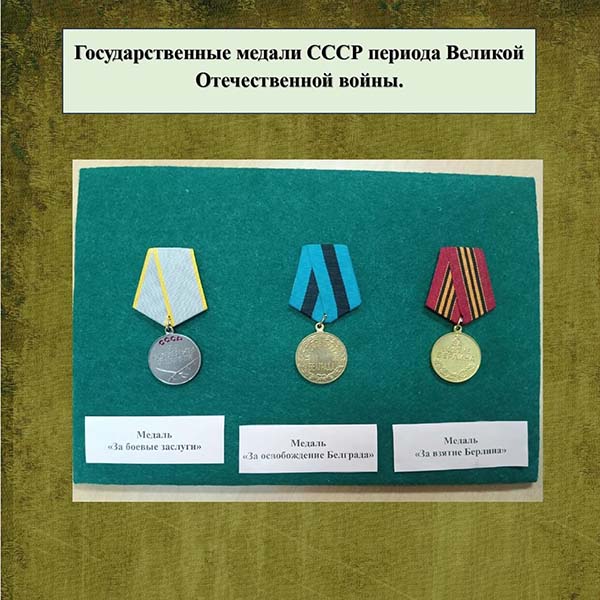 Государственные медали СССР периода Великой
Отечественной войны.
СССР
Медаль
«За боевые заслуги»
Медаль
«За освобождение Белграда»
Медаль
«За взятие Берлина»